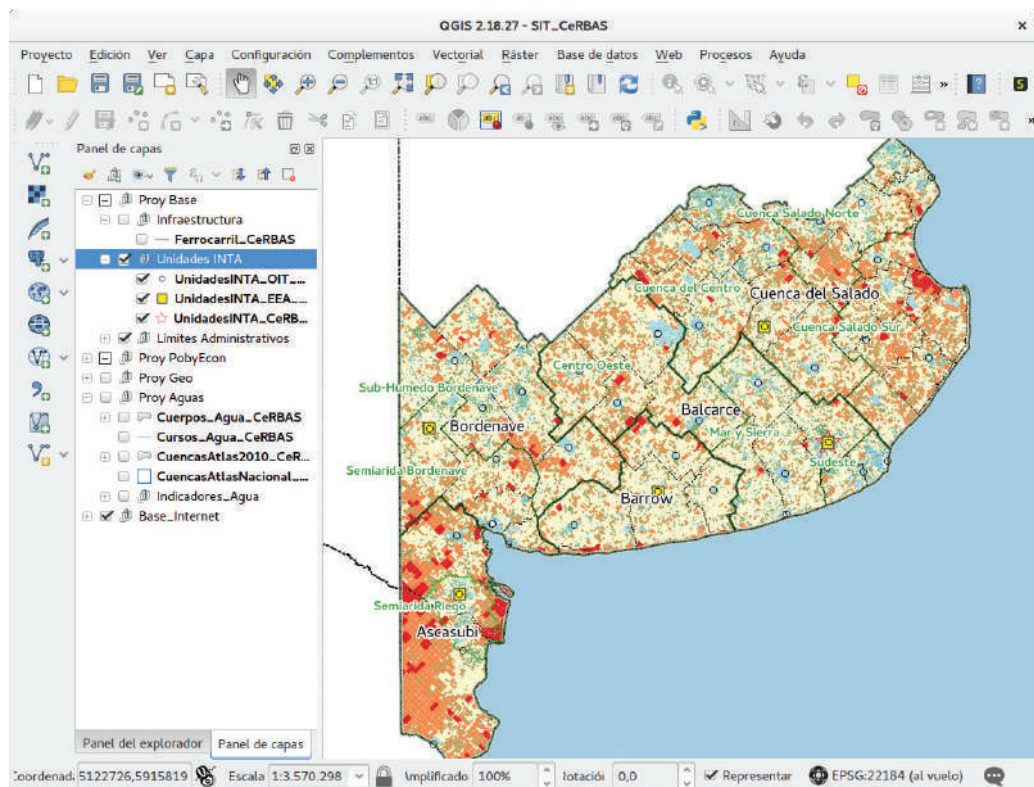 QGIS 2.18.27 - SIT_CeRBAS
Proyecto Edición Ver Capa Configuración Complementos Vectorial Ráster Base de datos Web Procesos Ayuda
Panel de capas
Proy Base
Infraestructura
Ferrocarril_CeRBAS
Unidades INTA
UnidadesINTA_OIT_...
UnidadesINTA_EEA_...
UnidadesINTA_CeRB...
Límites Administrativos
Proy PobyEcon
Proy Geo
Proy Aguas
Cuerpos_Agua_CeRBAS
Cursos_Agua_CeRBAS
CuencasAtlas2010_CeR...
CuencasAtlasNacional_...
Indicadores_Agua
Base_Internet
Cuenca Salado Norte
Cuenca del Centro
Cuenca del Salado
Cuenca Salado Sur
Centro Oeste
Sub-Humedo Bordenave
Balcarce
Bordenave
Mar y Sierra
Sudeste
Semiarida Bordenave
Barrow
Semiarida Riego
Ascasubi
Panel del explorador Panel de capas
Coordenad: 5122726,5915819 Escala 1:3.570.298 Amplificado 100% Rotación 0,0 Representar EPSG:22184 (al vuelo)